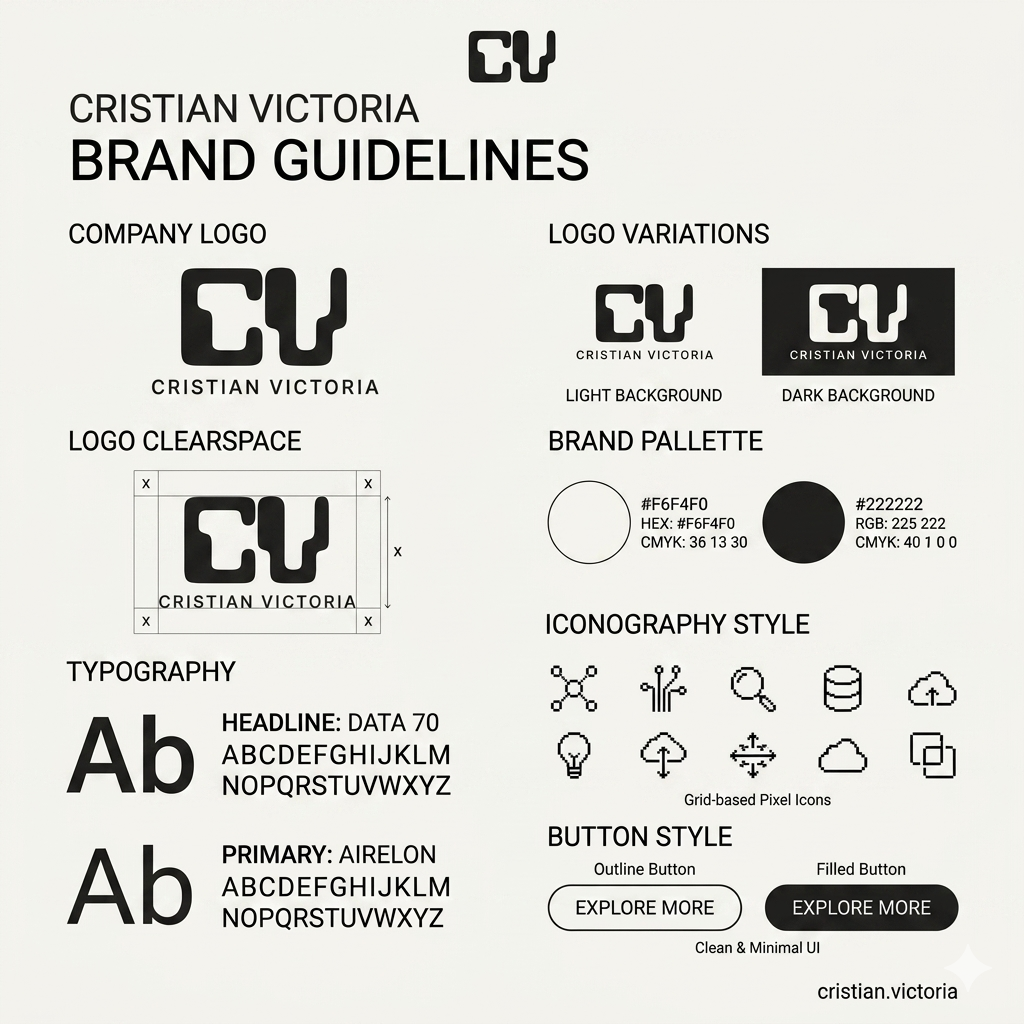 CV
CRISTIAN VICTORIA
BRAND GUIDELINES
COMPANY LOGO
CV
CRISTIAN VICTORIA
LOGO VARIATIONS
CV
CRISTIAN VICTORIA
LIGHT BACKGROUND
CV
CRISTIAN VICTORIA
DARK BACKGROUND
LOGO CLEARSPACE
X
X
CV
X
CRISTIAN VICTORIA
X
X
BRAND PALLETTE
#F6F4F0
HEX: #F6F4F0
CMYK: 36 13 30
#222222
RGB: 225 222
CMYK: 40 1 0 0
TYPOGRAPHY
Ab
HEADLINE: DATA 70
ABCDEFGHIJKLM
NOPQRSTUVWXYZ
Ab
PRIMARY: AIRELON
ABCDEFGHIJKLM
NOPQRSTUVWXYZ
ICONOGRAPHY STYLE
Grid-based Pixel Icons
BUTTON STYLE
Outline Button
EXPLORE MORE
Filled Button
EXPLORE MORE
Clean & Minimal UI
cristian.victoria